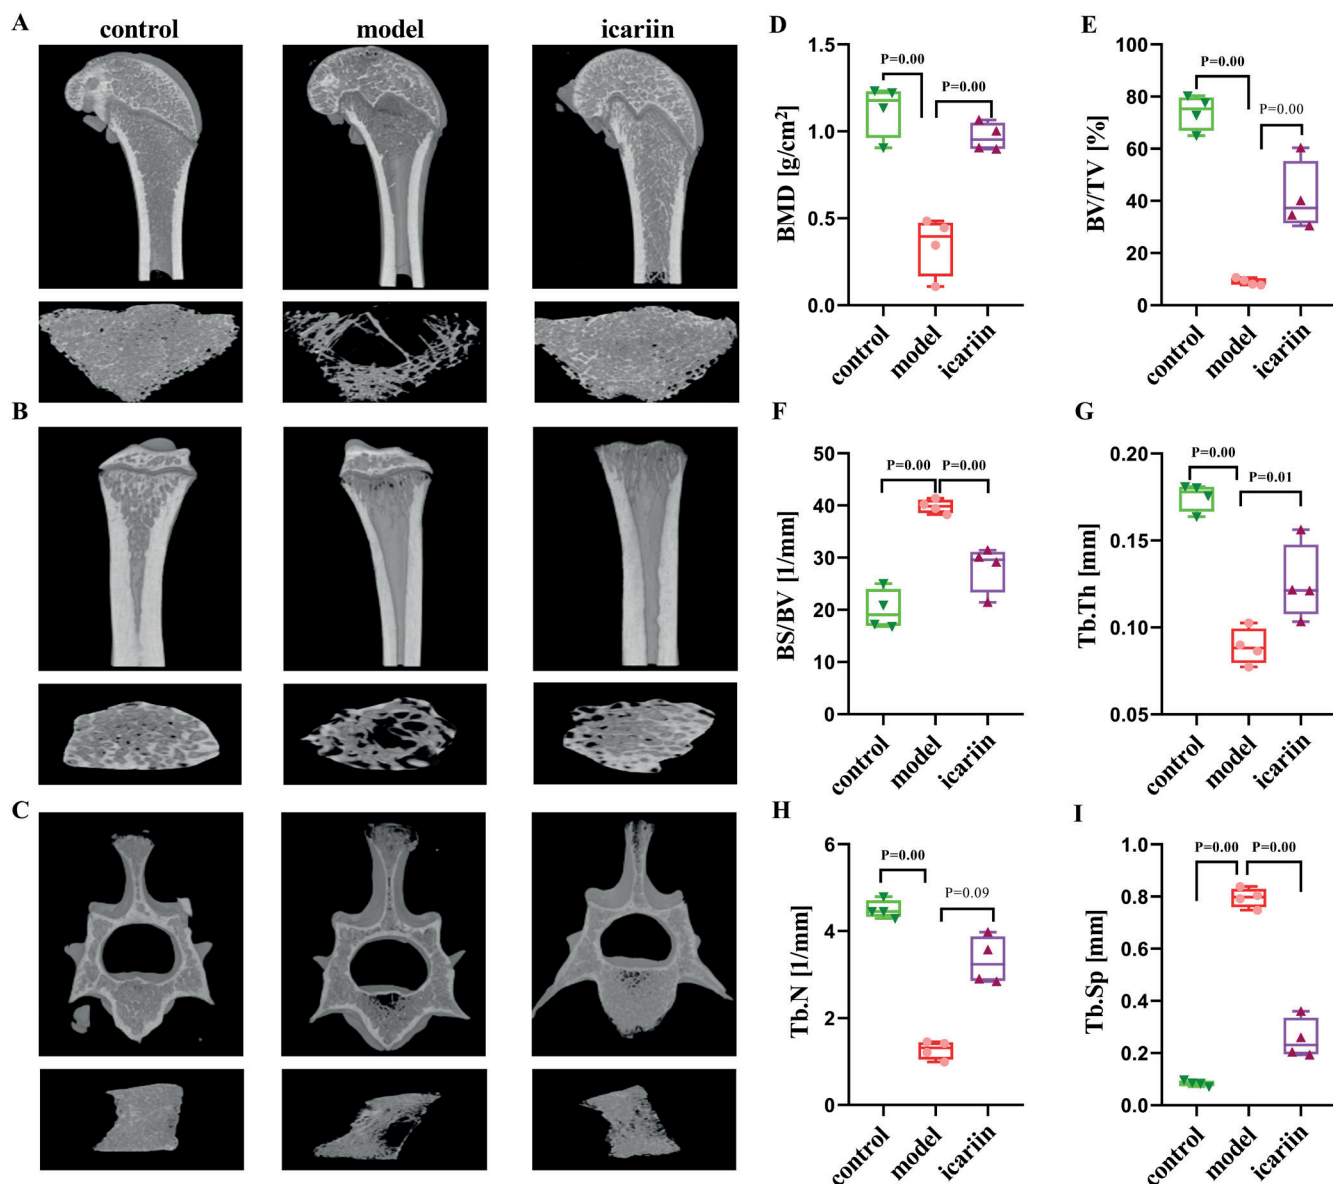 A
control
model
icariin
B
C
D
BMD [g/cm2]
1.5
1.0
0.5
0.0
P=0.00
P=0.00
control
model
icariin
E
BV/TV [%]
100
80
60
40
20
0
P=0.00
P=0.00
control
model
icariin
F
BS/BV [1/mm]
50
40
30
20
10
0
P=0.00
P=0.00
control
model
icariin
G
Tb.Th [mm]
0.20
0.15
0.10
0.05
P=0.00
P=0.01
control
model
icariin
H
Tb.N [1/mm]
6
4
2
0
P=0.00
P=0.09
control
model
icariin
I
Tb.Sp [mm]
1.0
0.8
0.6
0.4
0.2
0.0
P=0.00
P=0.00
control
model
icariin